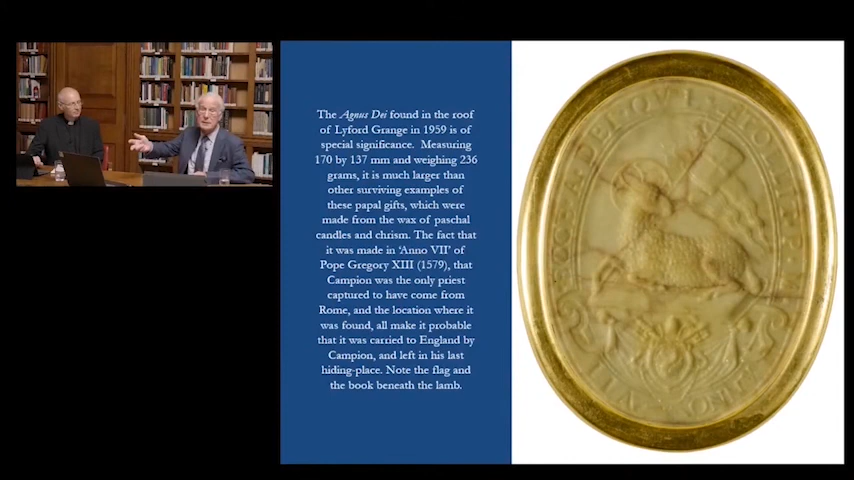 The Agnus Dei found in the roof
of Lyford Grange in 1959 is of
special significance. Measuring
170 by 137 mm and weighing 236
grams, it is much larger than
other surviving examples of
these papal gifts, which were
made from the wax of paschal
candles and chrism. The fact that
it was made in ‘Anno VII’ of
Pope Gregory XIII (1579), that
Campion was the only priest
captured to have come from
Rome, and the location where it
was found, all make it probable
that it was carried to England by
Campion, and left in his last
hiding-place. Note the flag and
the book beneath the lamb.